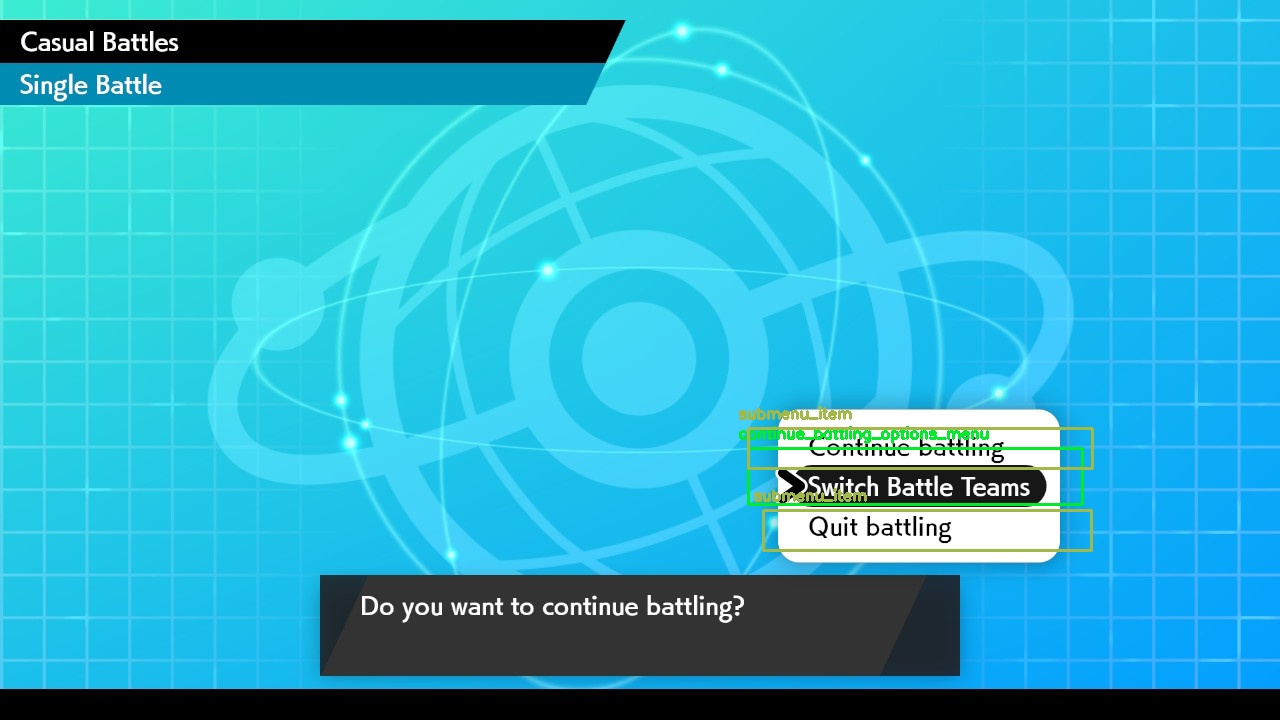 Casual Battles
Single Battle
submenu_item
continue_battling_options_menu
Continue battling
Switch Battle Teams
submenu_item
Quit battling
Do you want to continue battling?